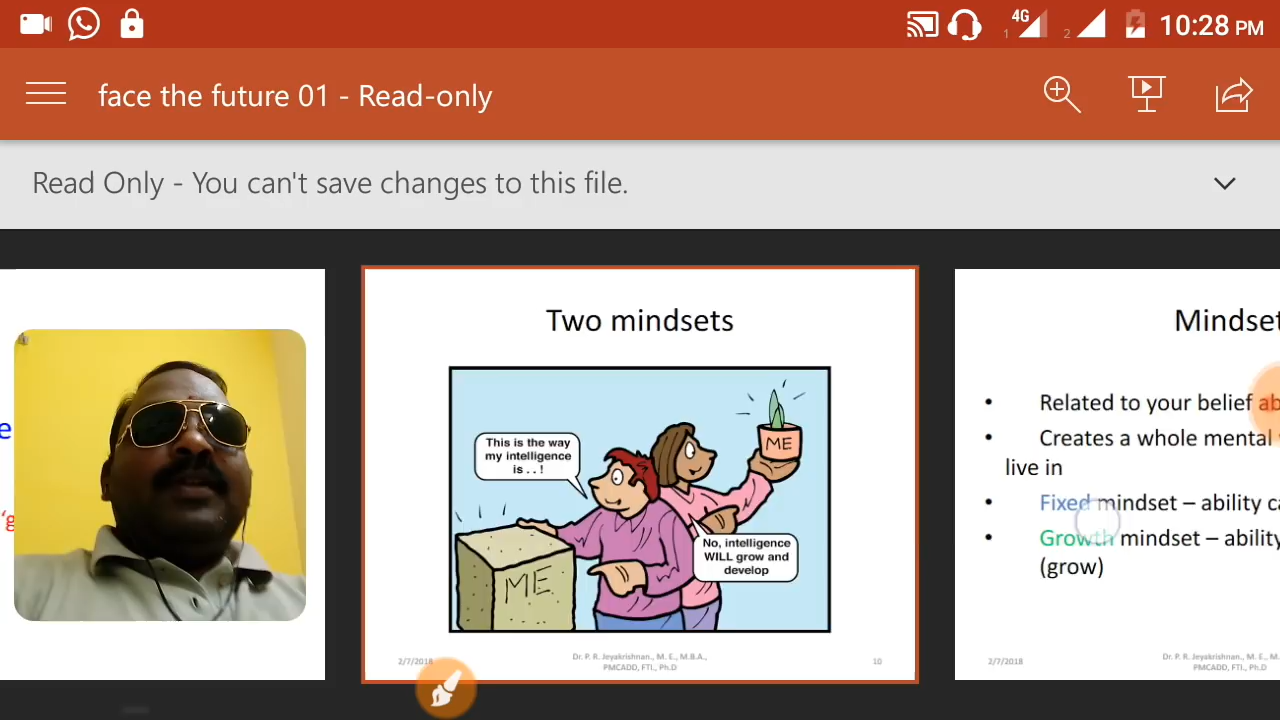 4G
1
2
10:28 PM
face the future 01 - Read-only
Read Only - You can't save changes to this file.
e
'g
Two mindsets
This is the way
my intelligence
is . . !
ME
ME
No, intelligence
WILL grow and
develop
2/7/2018
Dr. P. R. Jeyakrishnan., M. E., M.B.A.,
PMCADD, FTI., Ph.D
10
Mindset
• Related to your belief ab
• Creates a whole mental
live in
• Fixed mindset – ability ca
• Growth mindset – ability
(grow)
2/7/2018
Dr. P. R. Jeyakrishnan., M. E., M
PMCADD, FTI., Ph.D